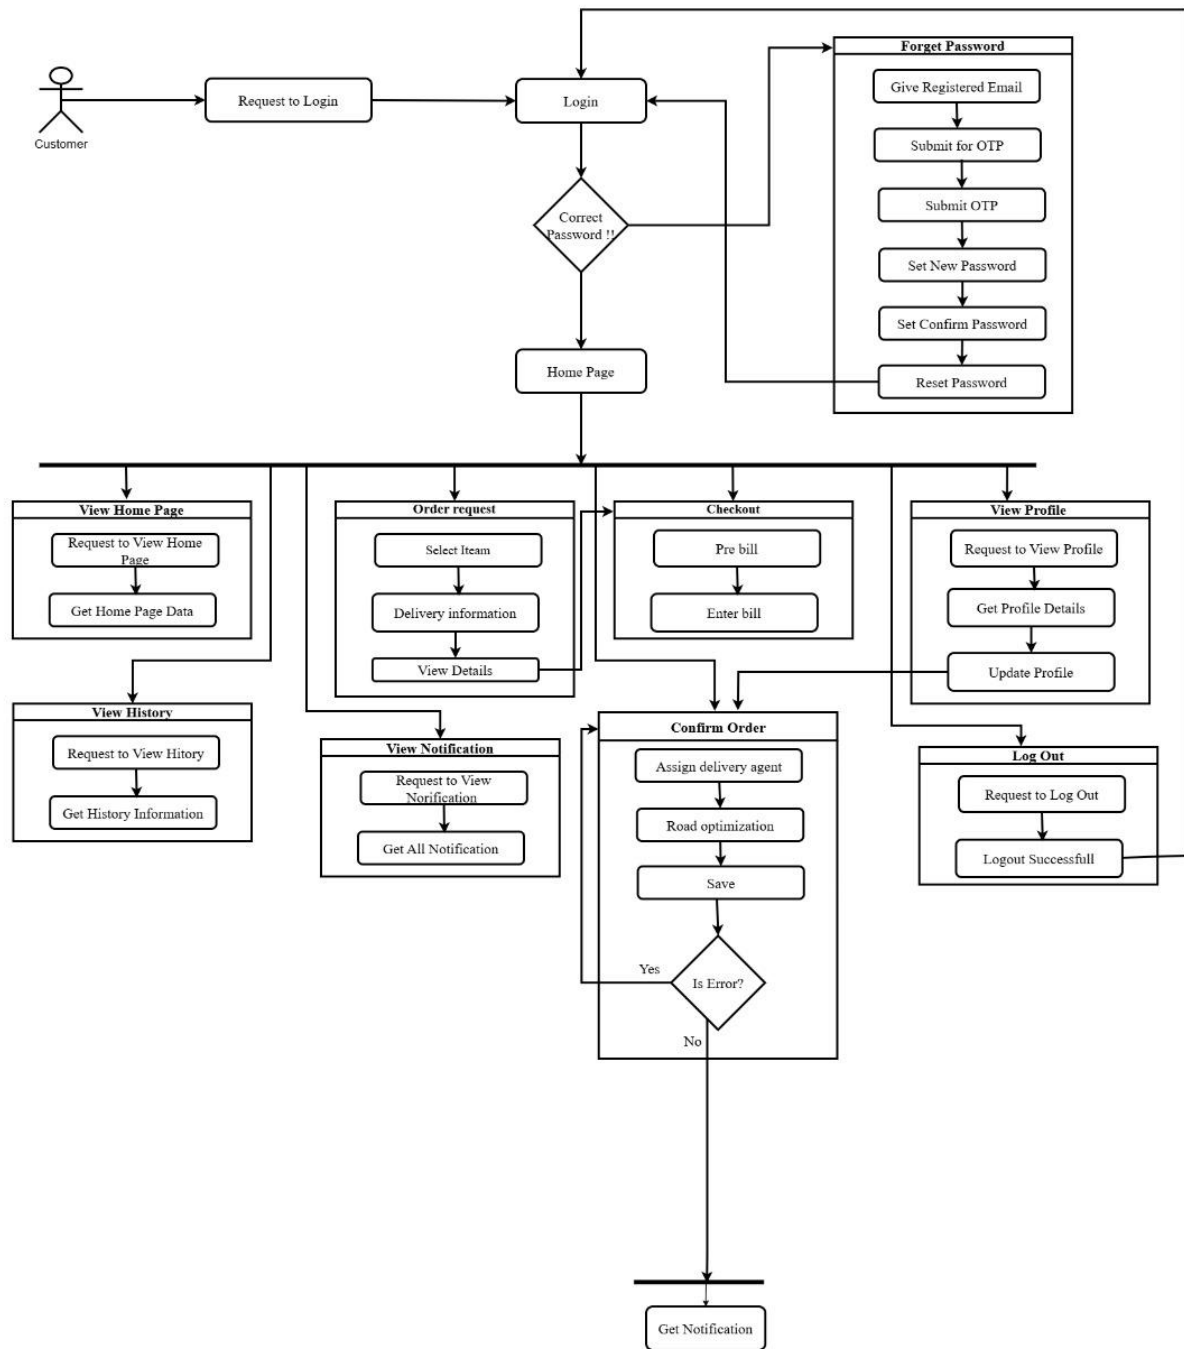 Forget Password
Give Registered Email
Request to Login
Login
Customer
Submit for OTP
Submit OTP
Correct
Password !!
Set New Password
Set Confirm Password
Home Page
Reset Password
View Home Page
Request to View Home
Page
Get Home Page Data
Order request
Select Iteam
Delivery information
View Details
Checkout
Pre bill
Enter bill
View Profile
Request to View Profile
Get Profile Details
Update Profile
View History
Request to View Hitory
Get History Information
View Notification
Request to View
Norification
Get All Notification
Confirm Order
Assign delivery agent
Road optimization
Save
Yes
Is Error?
No
Log Out
Request to Log Out
Logout Successfull
Get Notification